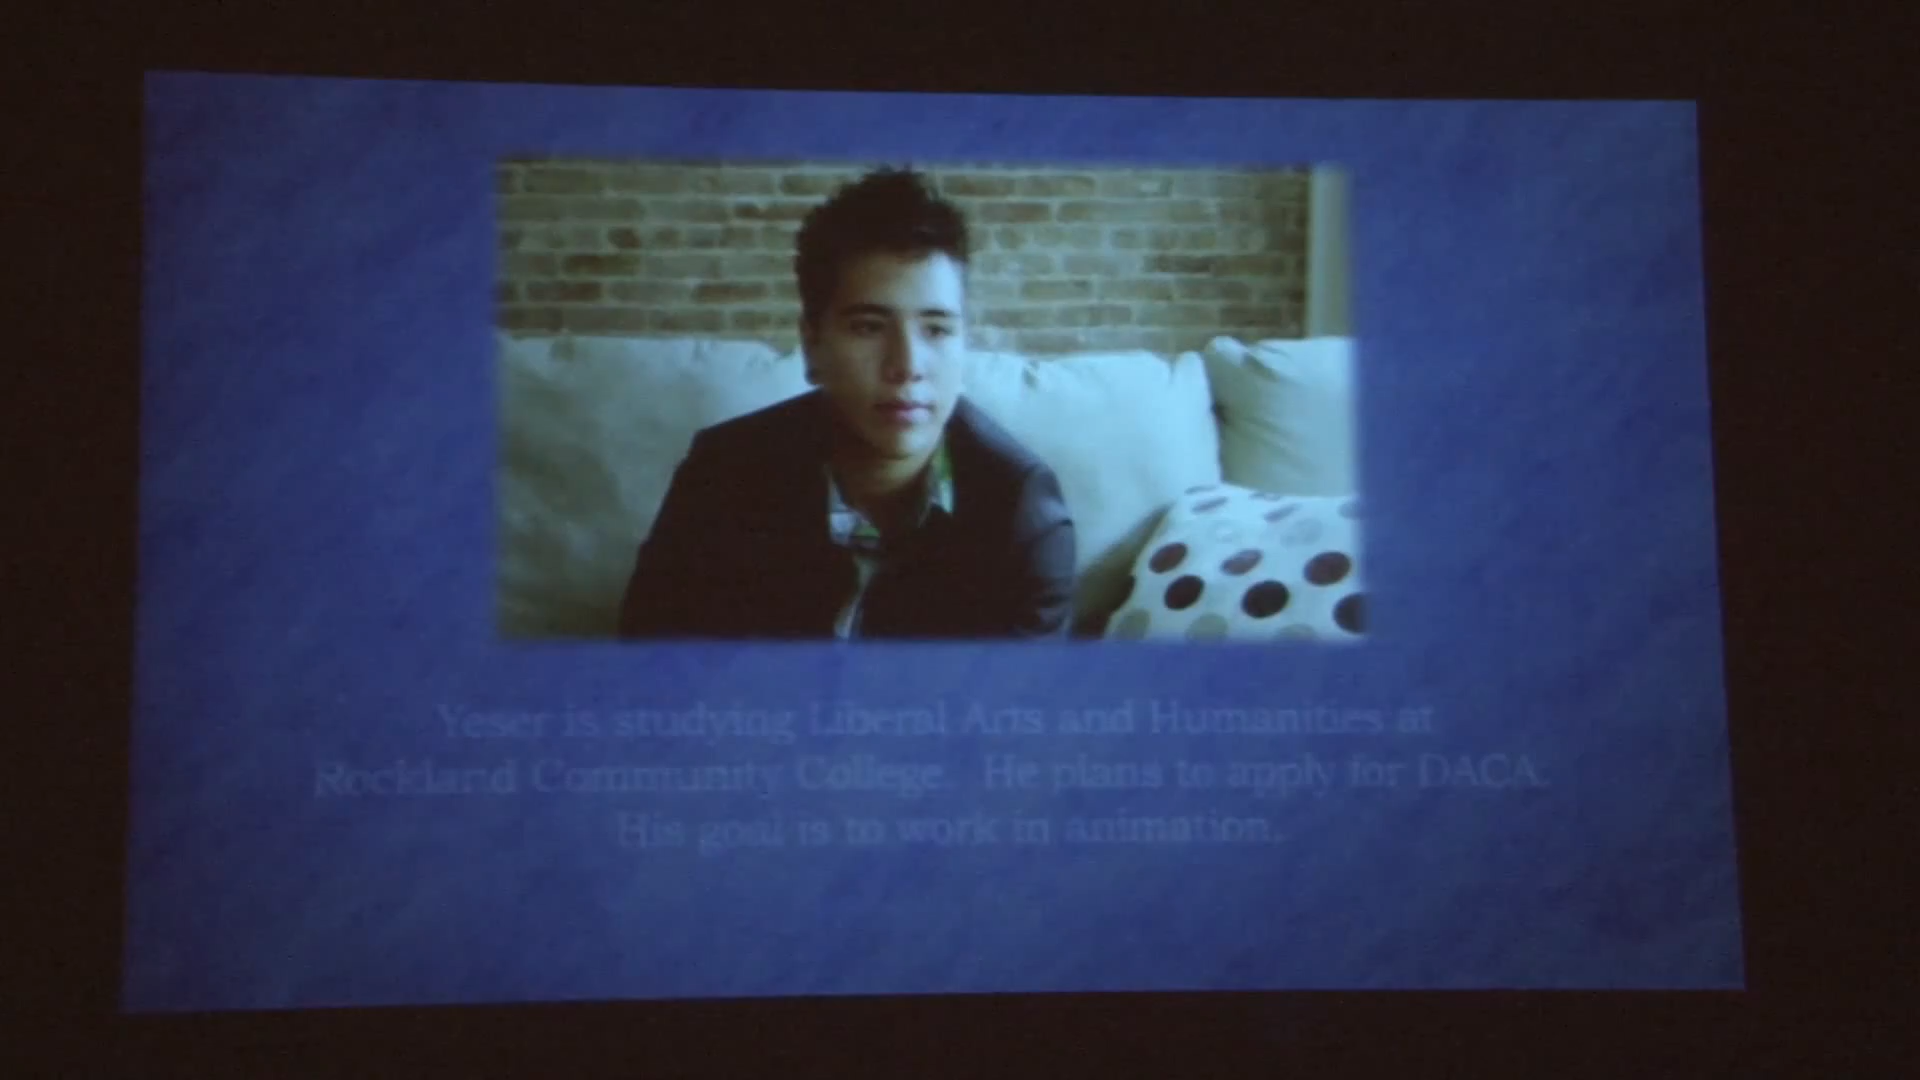 Yeser is studying Liberal Arts and Humanities at
Rockland Community College. He plans to apply for DACA.
His goal is to work in animation.